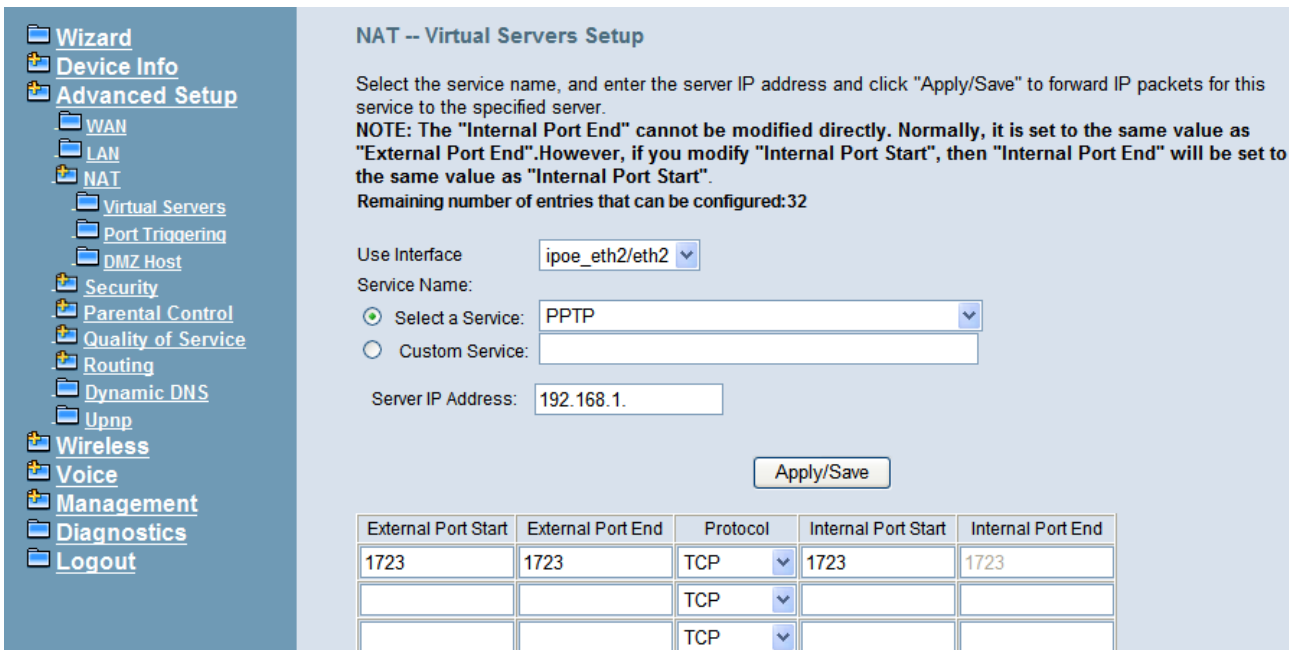 Wizard
Device Info
Advanced Setup
WAN
LAN
NAT
Virtual Servers
Port Triggering
DMZ Host
Security
Parental Control
Quality of Service
Routing
Dynamic DNS
Upnp
Wireless
Voice
Management
Diagnostics
Logout
NAT -- Virtual Servers Setup
Select the service name, and enter the server IP address and click "Apply/Save" to forward IP packets for this
service to the specified server.
NOTE: The "Internal Port End" cannot be modified directly. Normally, it is set to the same value as
"External Port End".However, if you modify "Internal Port Start", then "Internal Port End" will be set to
the same value as "Internal Port Start".
Remaining number of entries that can be configured:32
Use Interface ipoe_eth2/eth2
Service Name:
Select a Service: PPTP
Custom Service:
Server IP Address: 192.168.1.
Apply/Save
External Port Start External Port End Protocol Internal Port Start Internal Port End
1723 1723 TCP 1723 1723
TCP
TCP